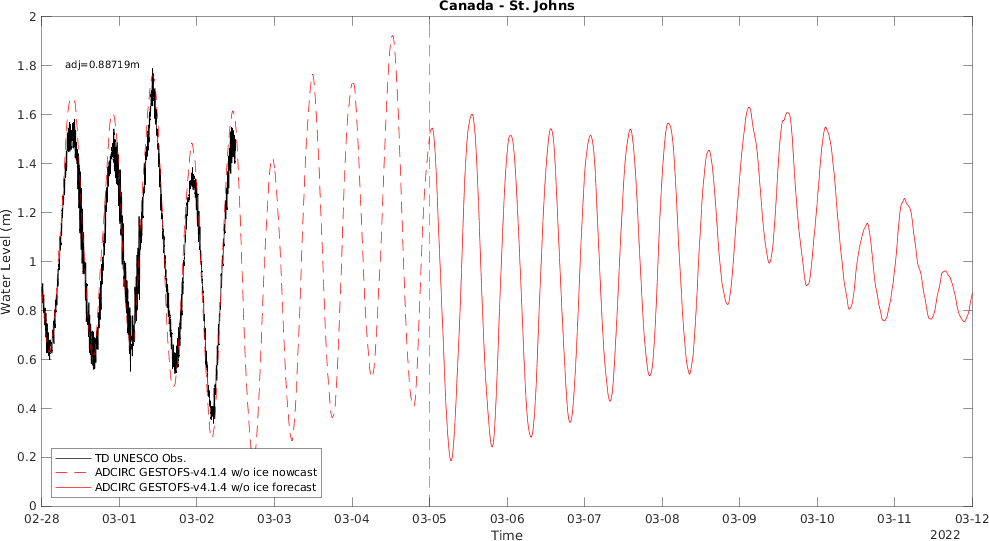 Canada - St. Johns
adj=0.88719m
Water Level (m)
2
1.8
1.6
1.4
1.2
1
0.8
0.6
0.4
0.2
0
TD UNESCO Obs.
ADCIRC GESTOFS-v4.1.4 w/o ice nowcast
ADCIRC GESTOFS-v4.1.4 w/o ice forecast
02-28 03-01 03-02 03-03 03-04 03-05 03-06 03-07 03-08 03-09 03-10 03-11 03-12
Time
2022